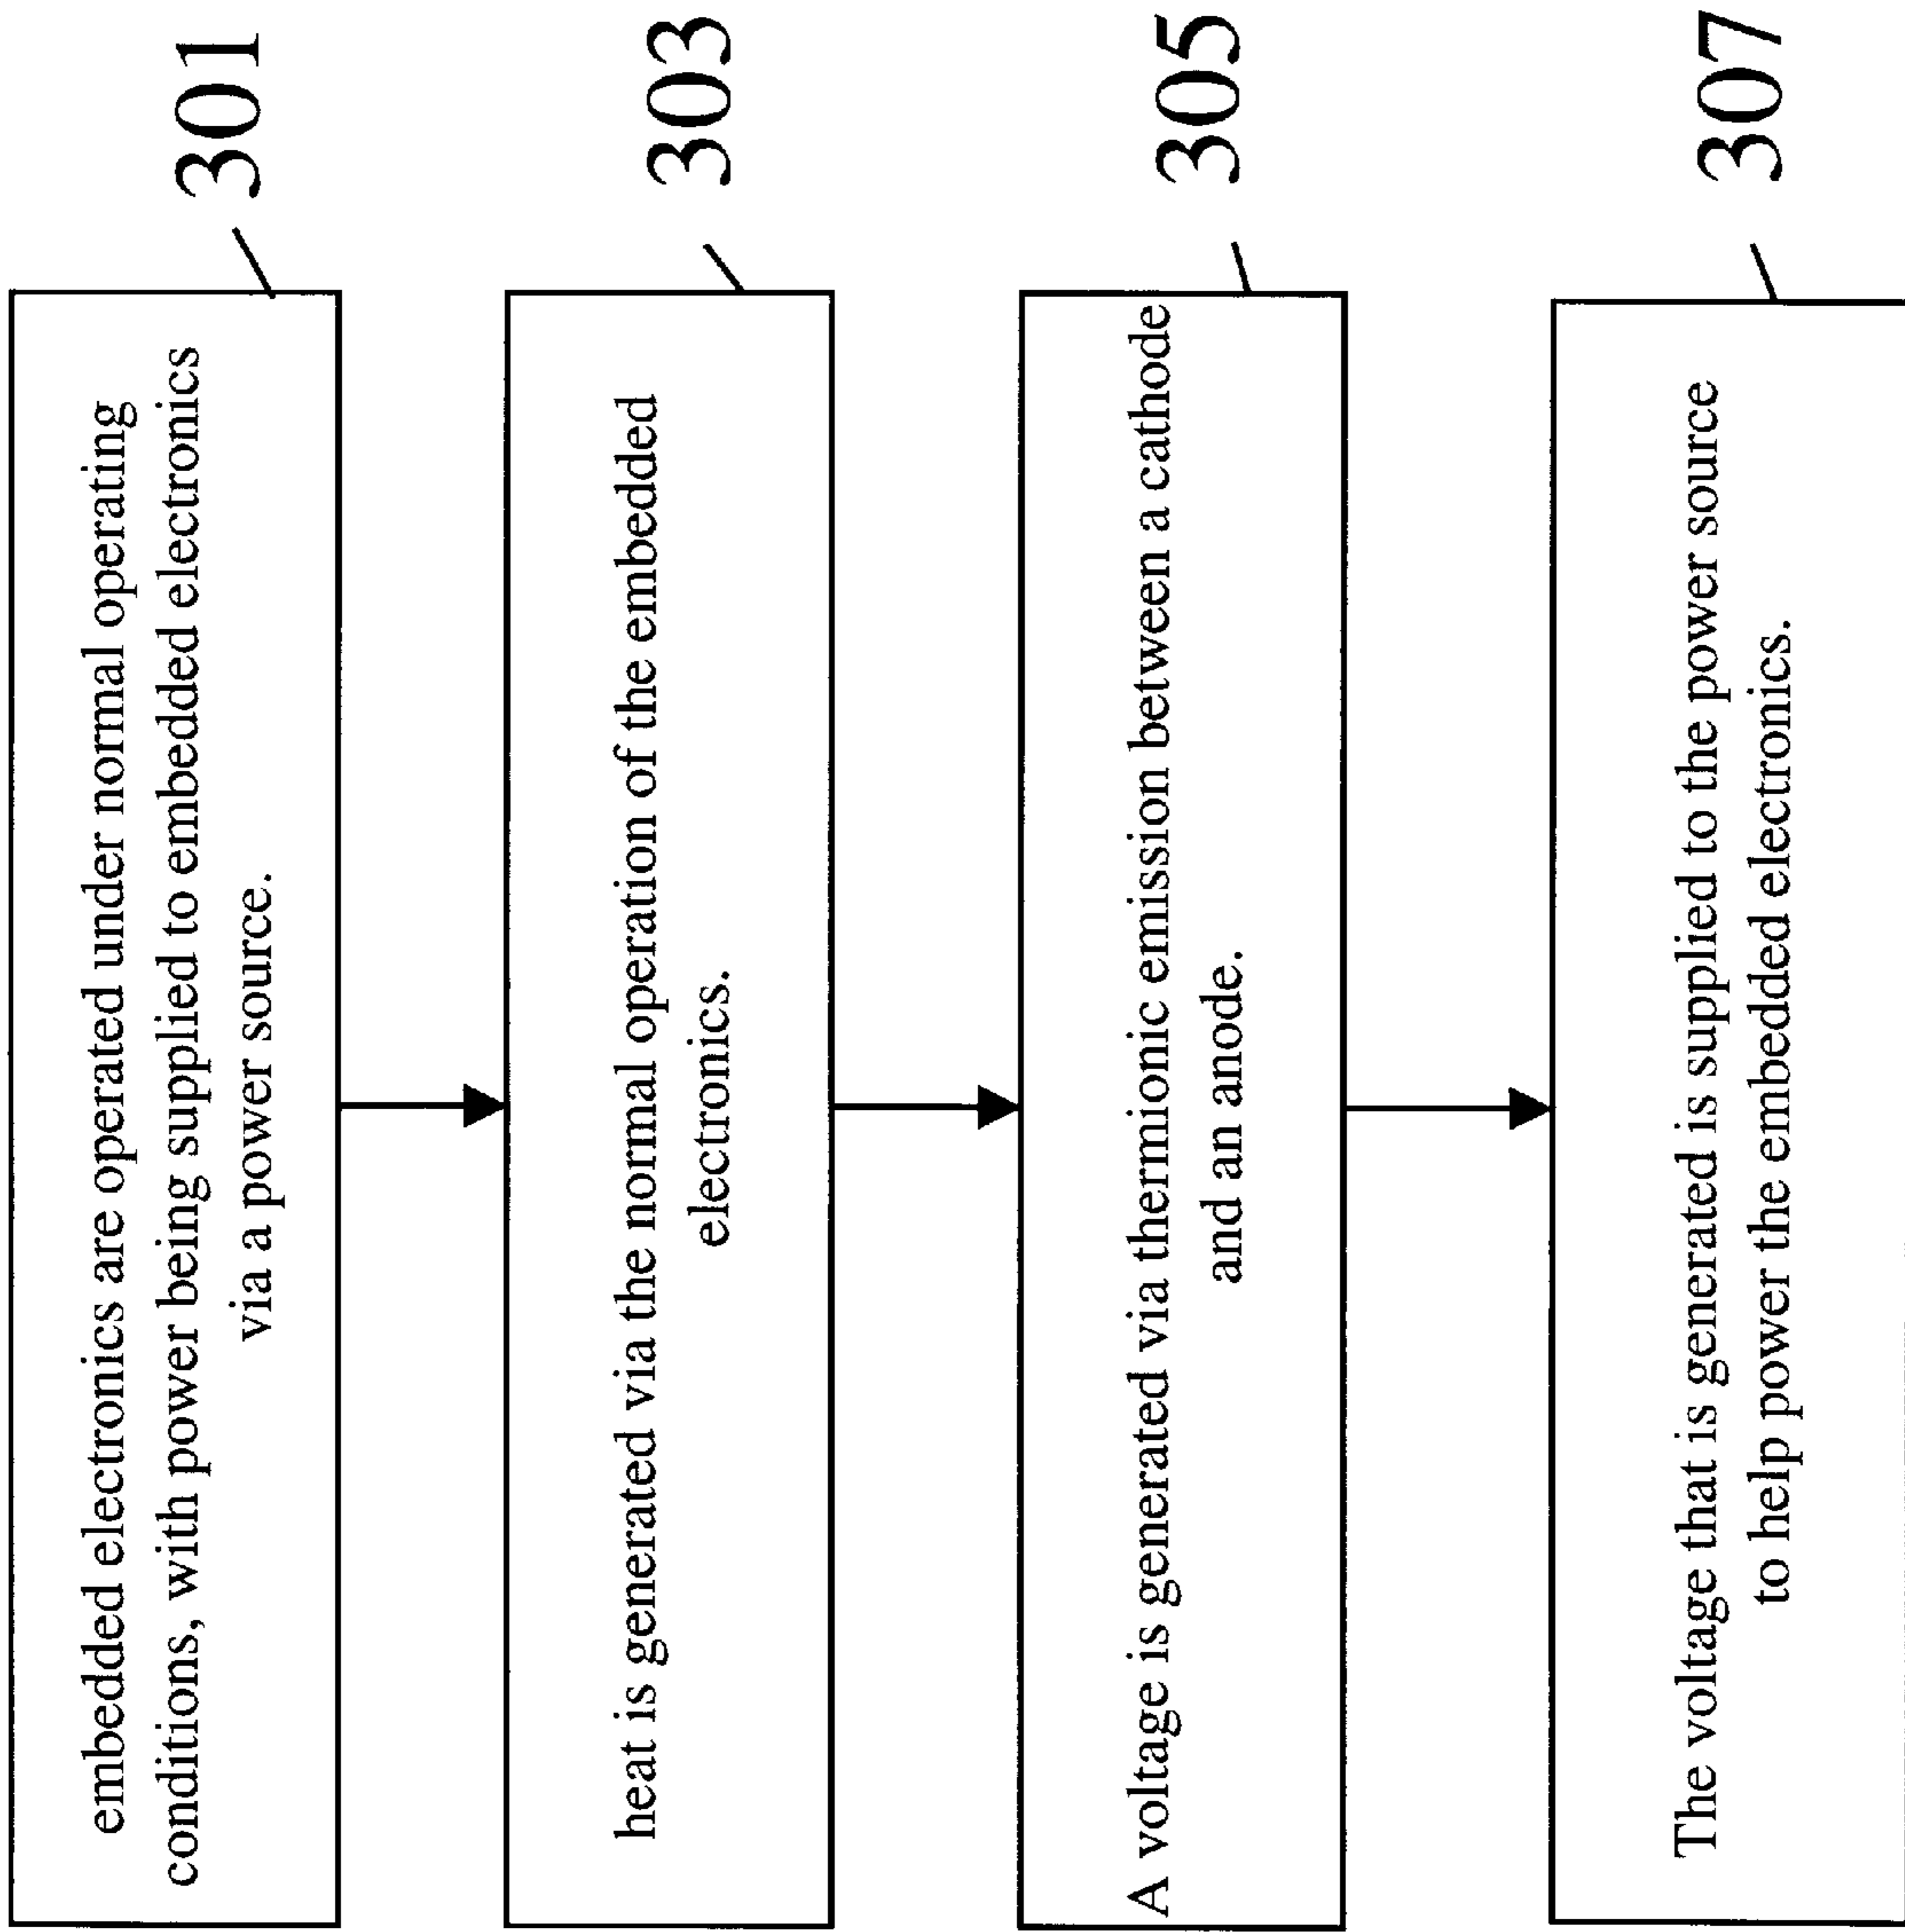 embedded electronics are operated under normal operating
conditions, with power being supplied to embedded electronics
via a power source.
301
heat is generated via the normal operation of the embedded
electronics.
303
A voltage is generated via thermionic emission between a cathode
and an anode.
305
The voltage that is generated is supplied to the power source
to help power the embedded electronics.
307